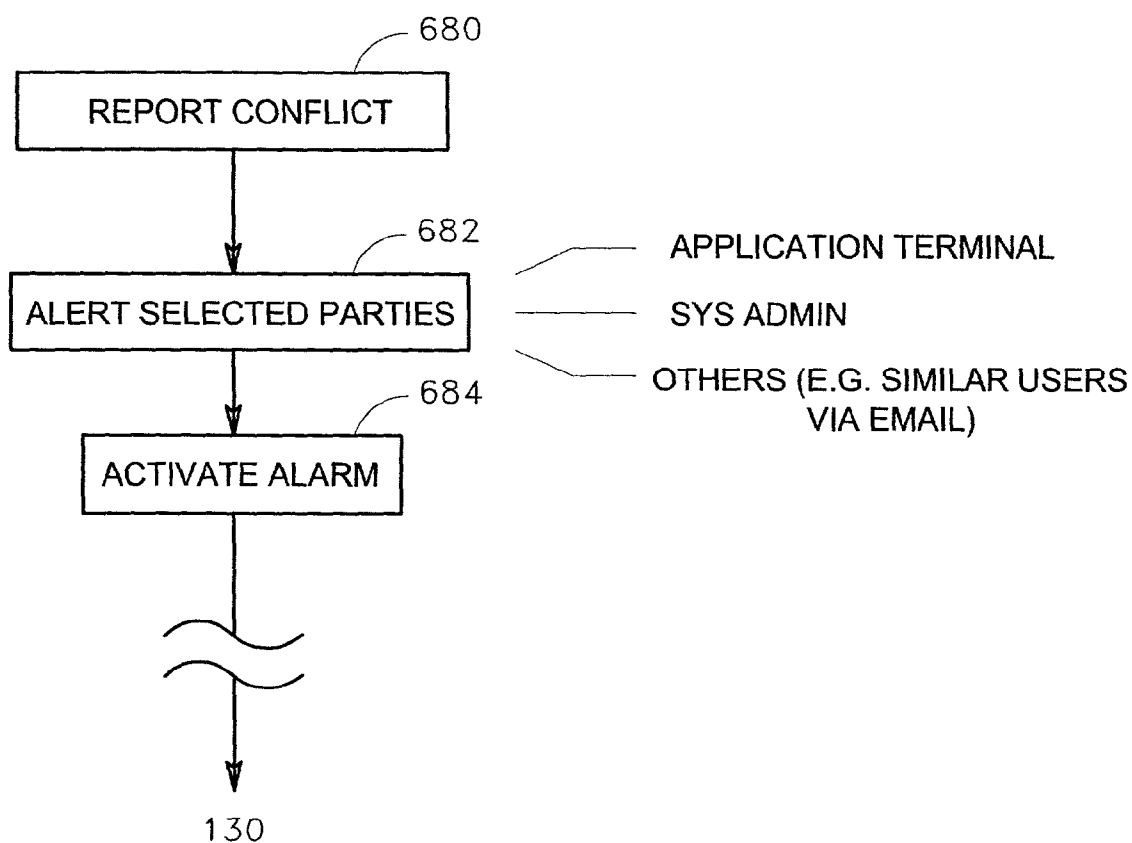 680
REPORT CONFLICT
682
ALERT SELECTED PARTIES
APPLICATION TERMINAL
SYS ADMIN
OTHERS (E.G. SIMILAR USERS
VIA EMAIL)
684
ACTIVATE ALARM
130